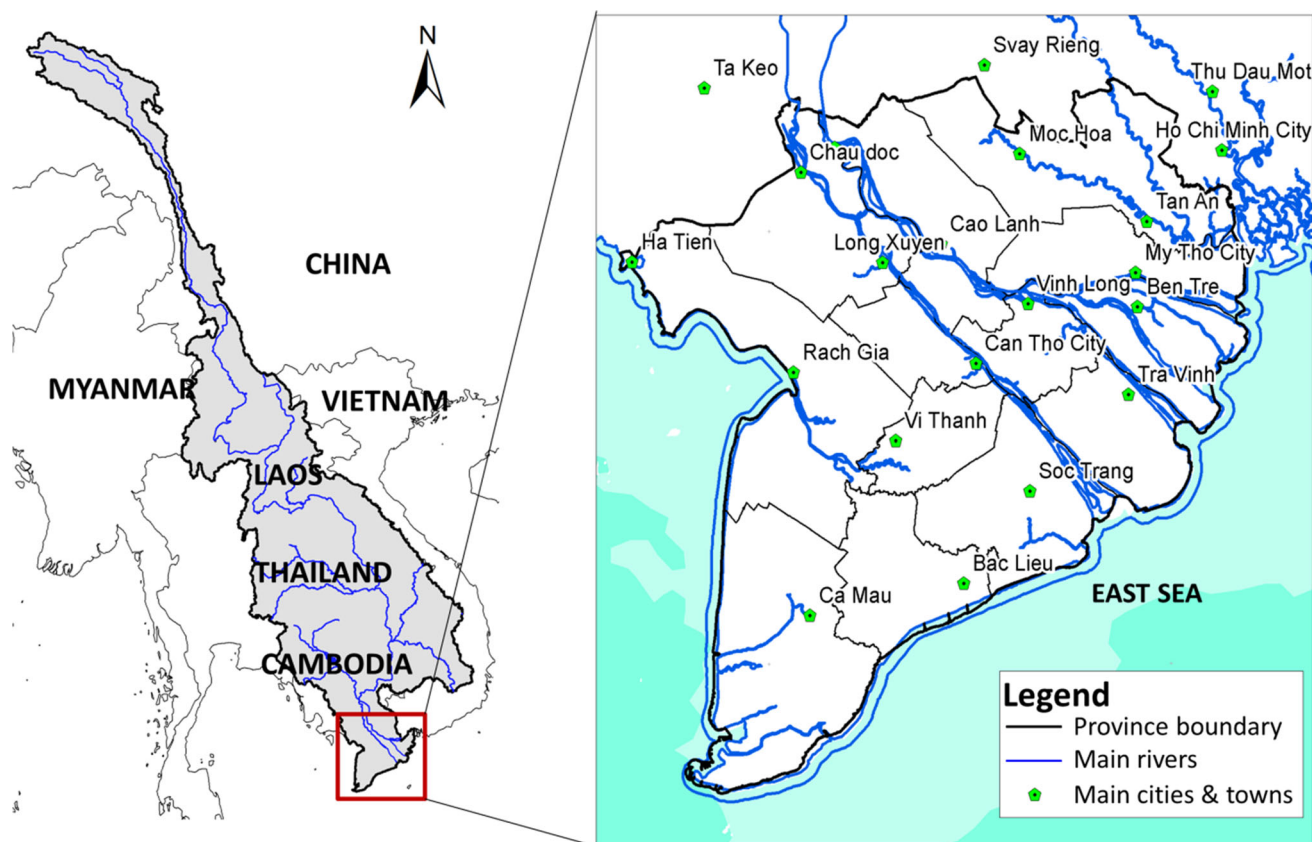 N
CHINA
MYANMAR
VIETNAM
LAOS
THAILAND
CAMBODIA
Svay Rieng
Ta Keo
Thu Dau Mot
Moc Hoa
Ho Chi Minh City
Chau doc
Tan An
Cao Lanh
Ha Tien
Long Xuyen
My Tho City
Vinh Long
Ben Tre
Rach Gia
Can Tho City
Tra Vinh
Vi Thanh
Soc Trang
Bac Lieu
Ca Mau
EAST SEA
Legend
Province boundary
Main rivers
Main cities & towns